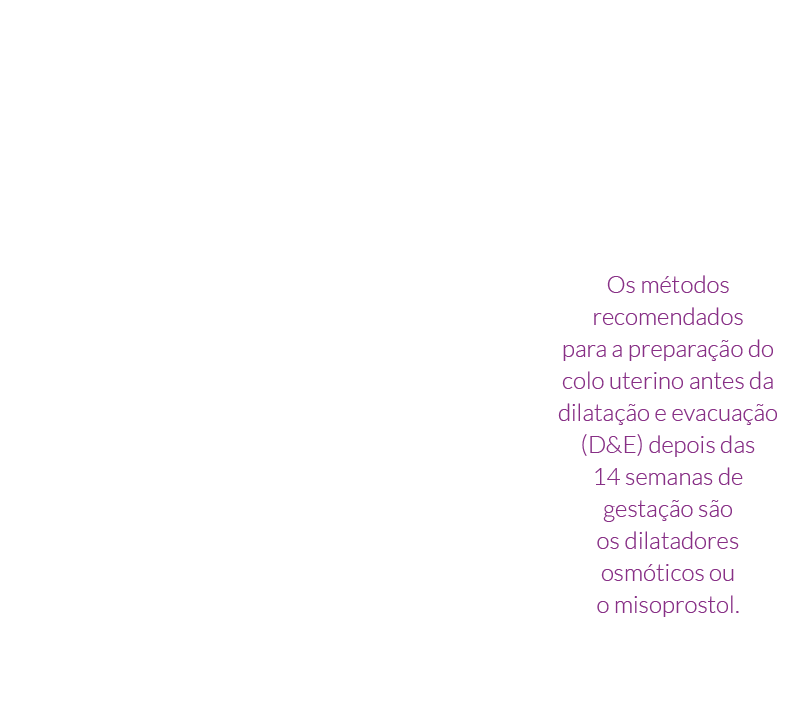 Os métodos
recomendados
para a preparação do
colo uterino antes da
dilatação e evacuação
(D&E) depois das
14 semanas de
gestação são
os dilatadores
osmóticos ou
o misoprostol.